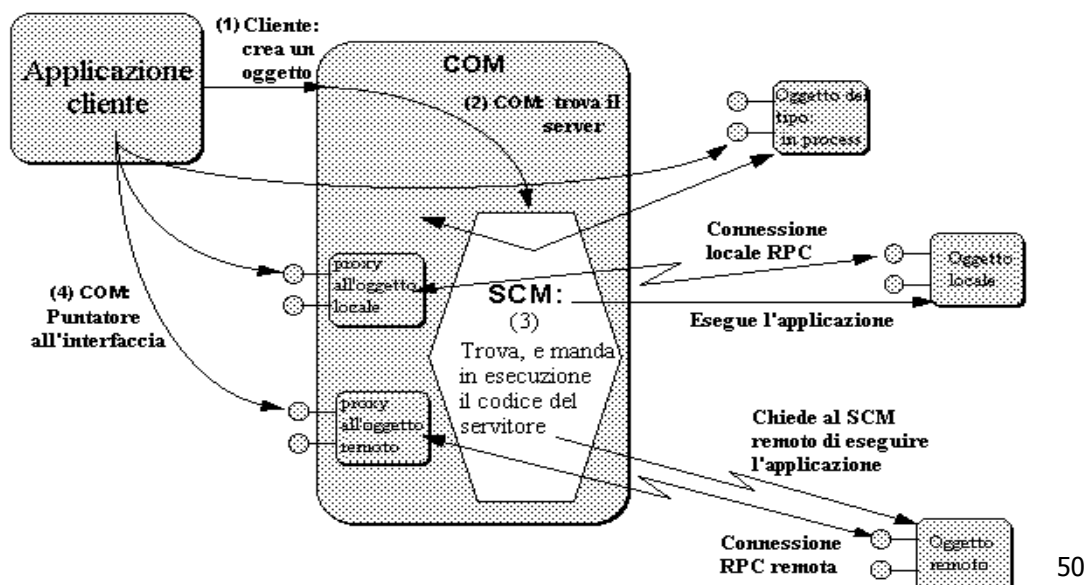 (1) Cliente:
crea un
oggetto
Applicazione
cliente
COM
(2) COM: trova il
server
Oggetto del
tipo:
in process
Connessione
locale RPC
Oggetto
locale
proxy
all'oggetto
locale
SCM:
(3)
Trova, e manda
in esecuzione
il codice del
servitore
Esegue l'applicazione
(4) COM:
Puntatore
all'interfaccia
proxy
all'oggetto
remoto
Chiede al SCM
remoto di eseguire
l'applicazione
Connessione
RPC remota
Oggetto
remoto
50